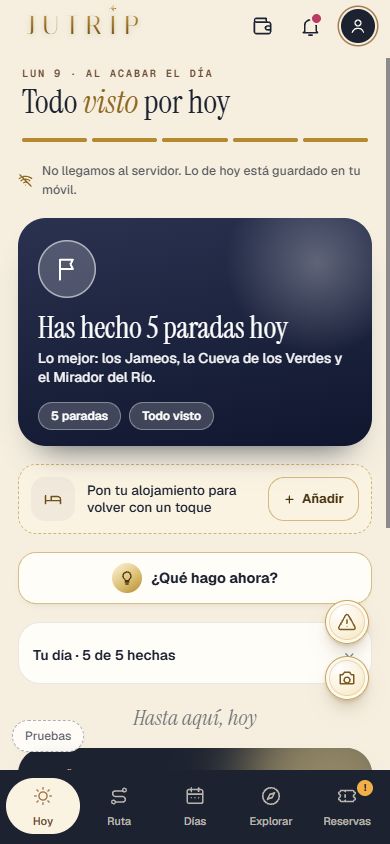 JUTRIP
LUN 9 · AL ACABAR EL DÍA
Todo visto por hoy
No llegamos al servidor. Lo de hoy está guardado en tu
móvil.
Has hecho 5 paradas hoy
Lo mejor: los Jameos, la Cueva de los Verdes y
el Mirador del Río.
5 paradas
Todo visto
Pon tu alojamiento para
volver con un toque
+ Añadir
¿Qué hago ahora?
Tu día · 5 de 5 hechas
Hasta aquí, hoy
Pruebas
Hoy
Ruta
Días
Explorar
!
Reservas